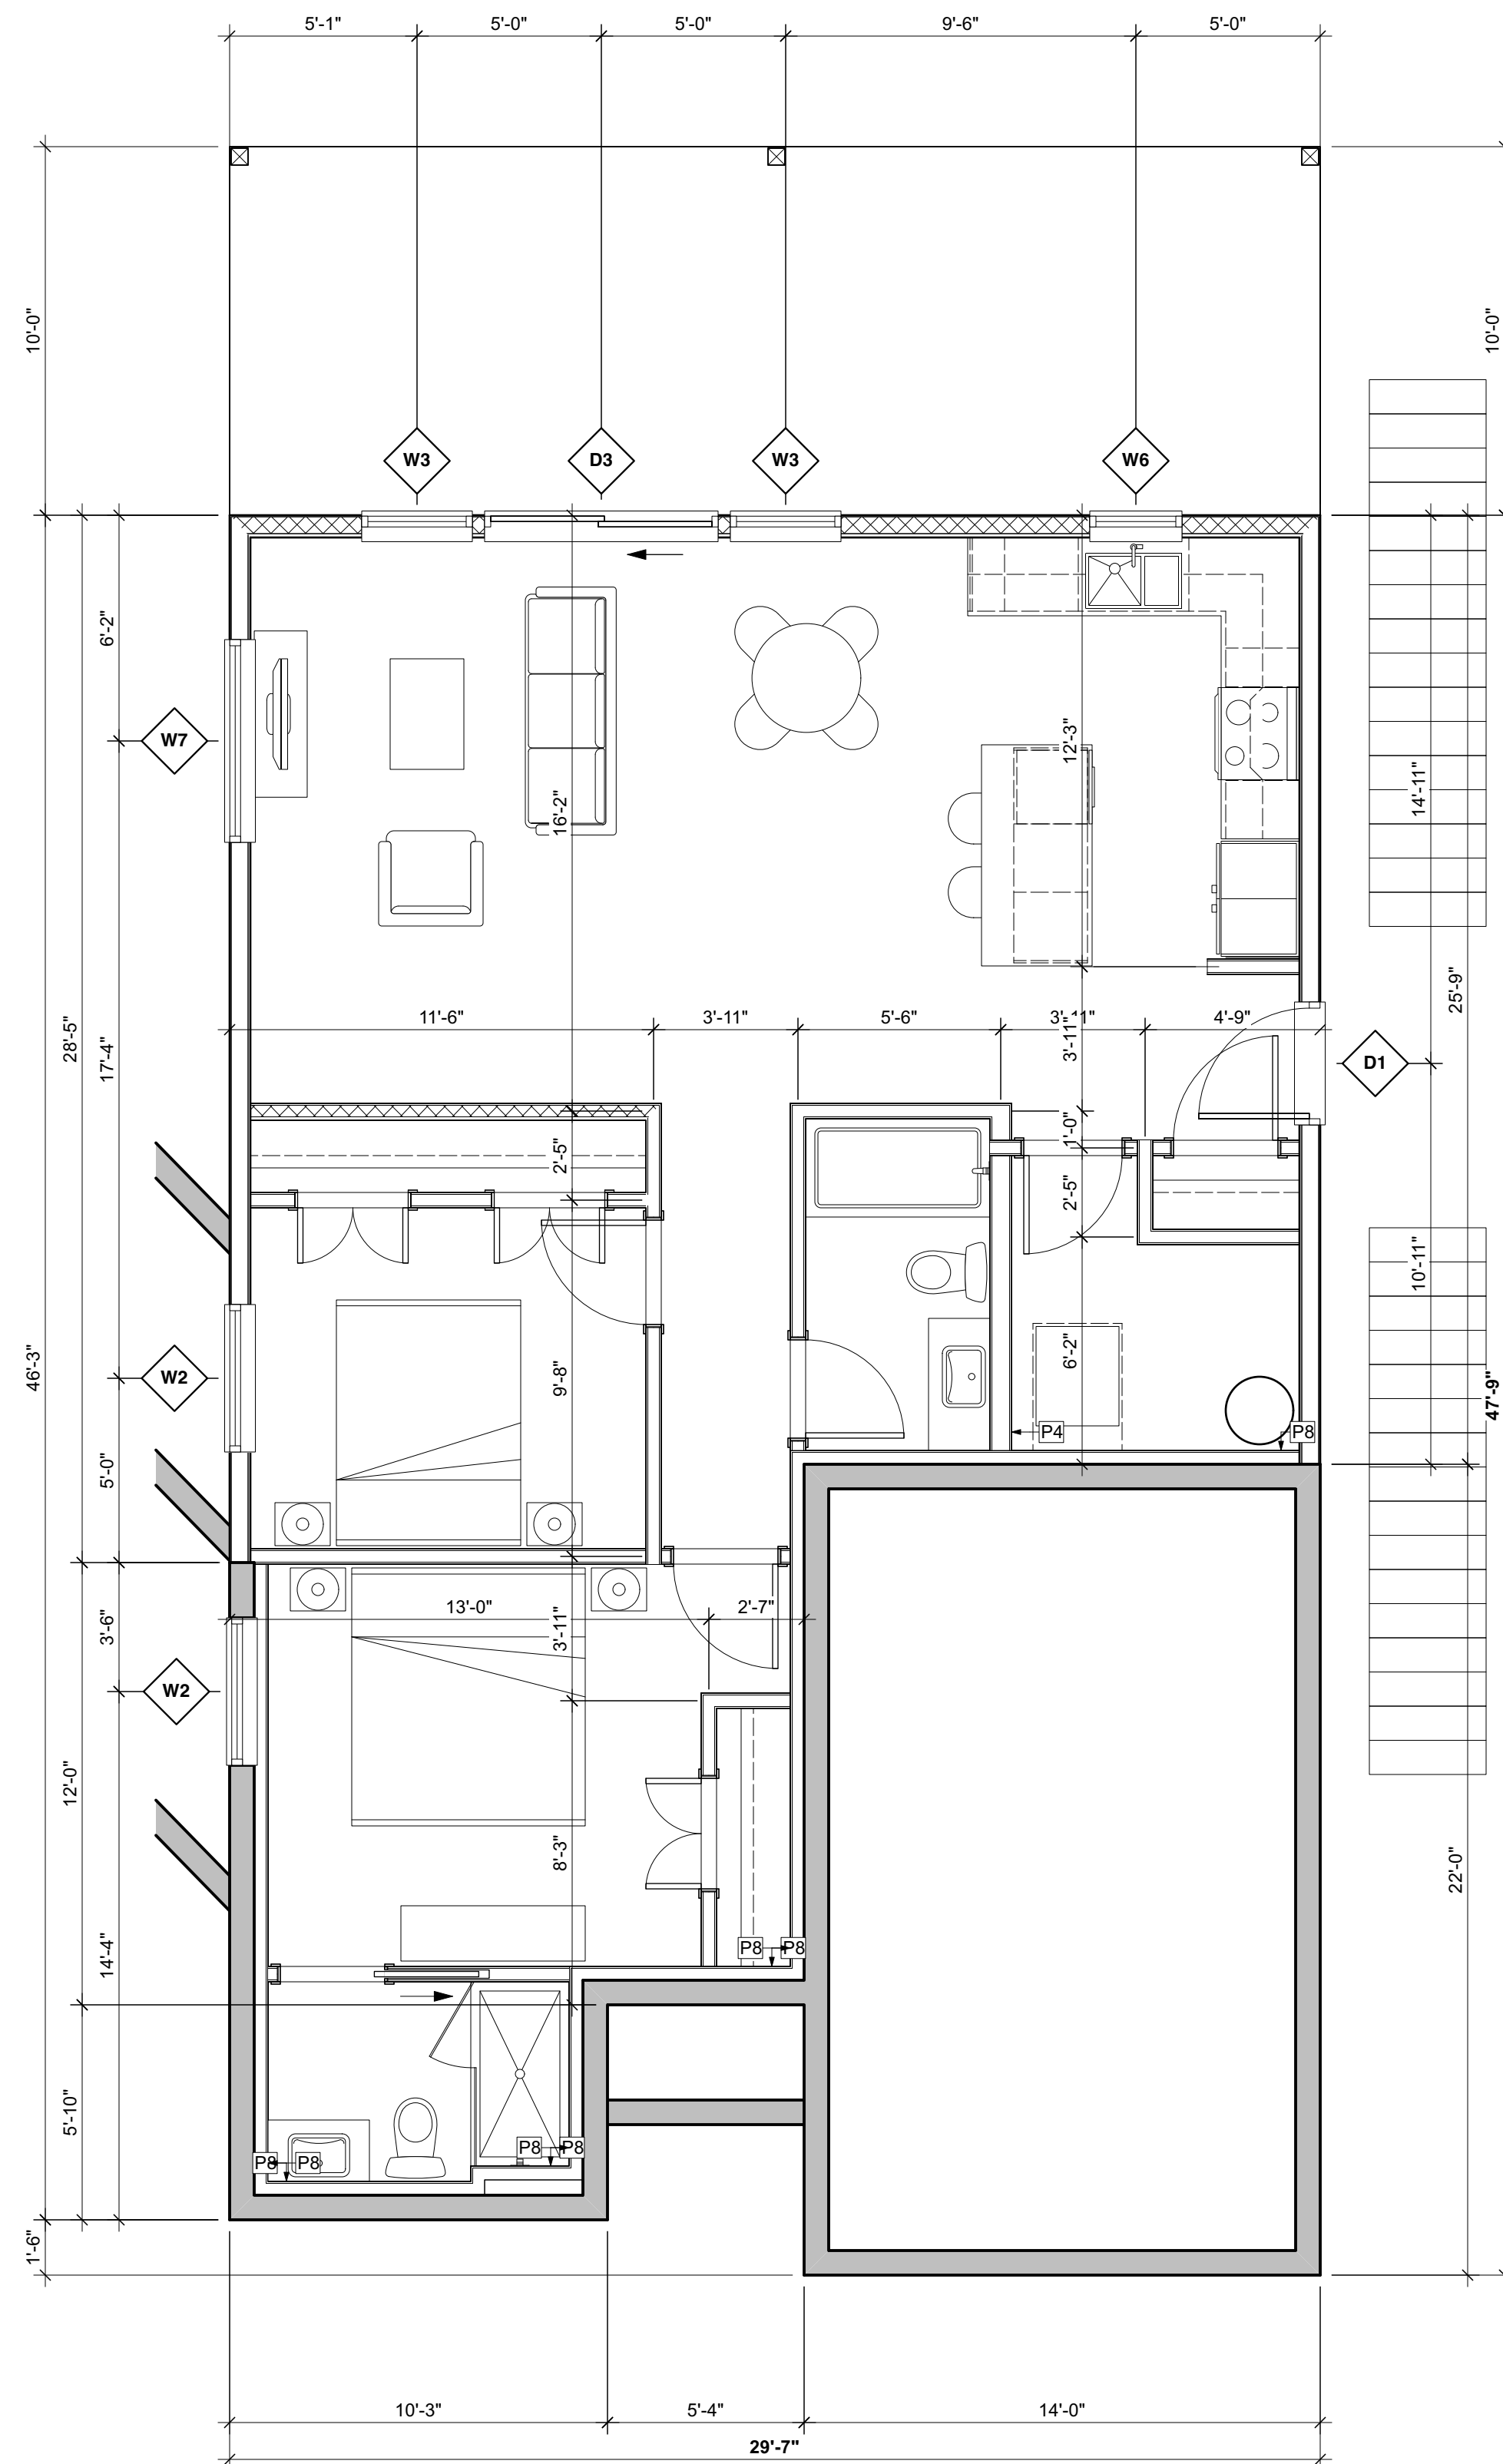 5'-1" 5'-0" 5'-0" 9'-6" 5'-0"
10'-0"
10'-0"
W3 D3 W3 W6
6'-2"
W7
12'-3"
16'-2"
14'-11"
25'-9"
28'-5"
17'-4"
11'-6" 3'-11" 5'-6" 3'-11" 4'-9"
3'-11"
D1
1'-0"
2'-5"
2'-5"
10'-11"
6'-2"
46'-3"
W2
9'-8"
47'-9"
P4 P8
5'-0"
3'-6"
13'-0" 2'-7"
3'-11"
W2
12'-0"
8'-3"
22'-0"
14'-4"
P8 P8
5'-10"
P8 P8
P8 P8
1'-6"
10'-3" 5'-4" 14'-0"
29'-7"